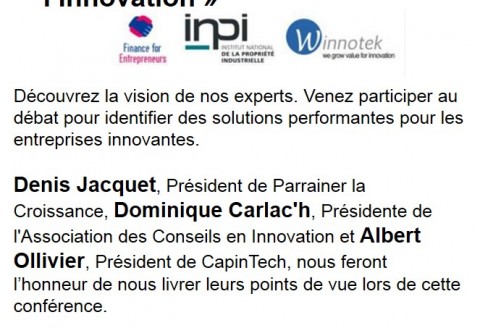 l'innovation »
Finance for
Entrepreneurs
inpi
INSTITUT NATIONAL
DE LA PROPRIÉTÉ
INDUSTRIELLE
Winnotek
we grow value for innovation
Découvrez la vision de nos experts. Venez participer au
débat pour identifier des solutions performantes pour les
entreprises innovantes.
Denis Jacquet, Président de Parrainer la
Croissance, Dominique Carlac'h, Présidente de
l'Association des Conseils en Innovation et Albert
Ollivier, Président de CapinTech, nous feront
l’honneur de nous livrer leurs points de vue lors de cette
conférence.